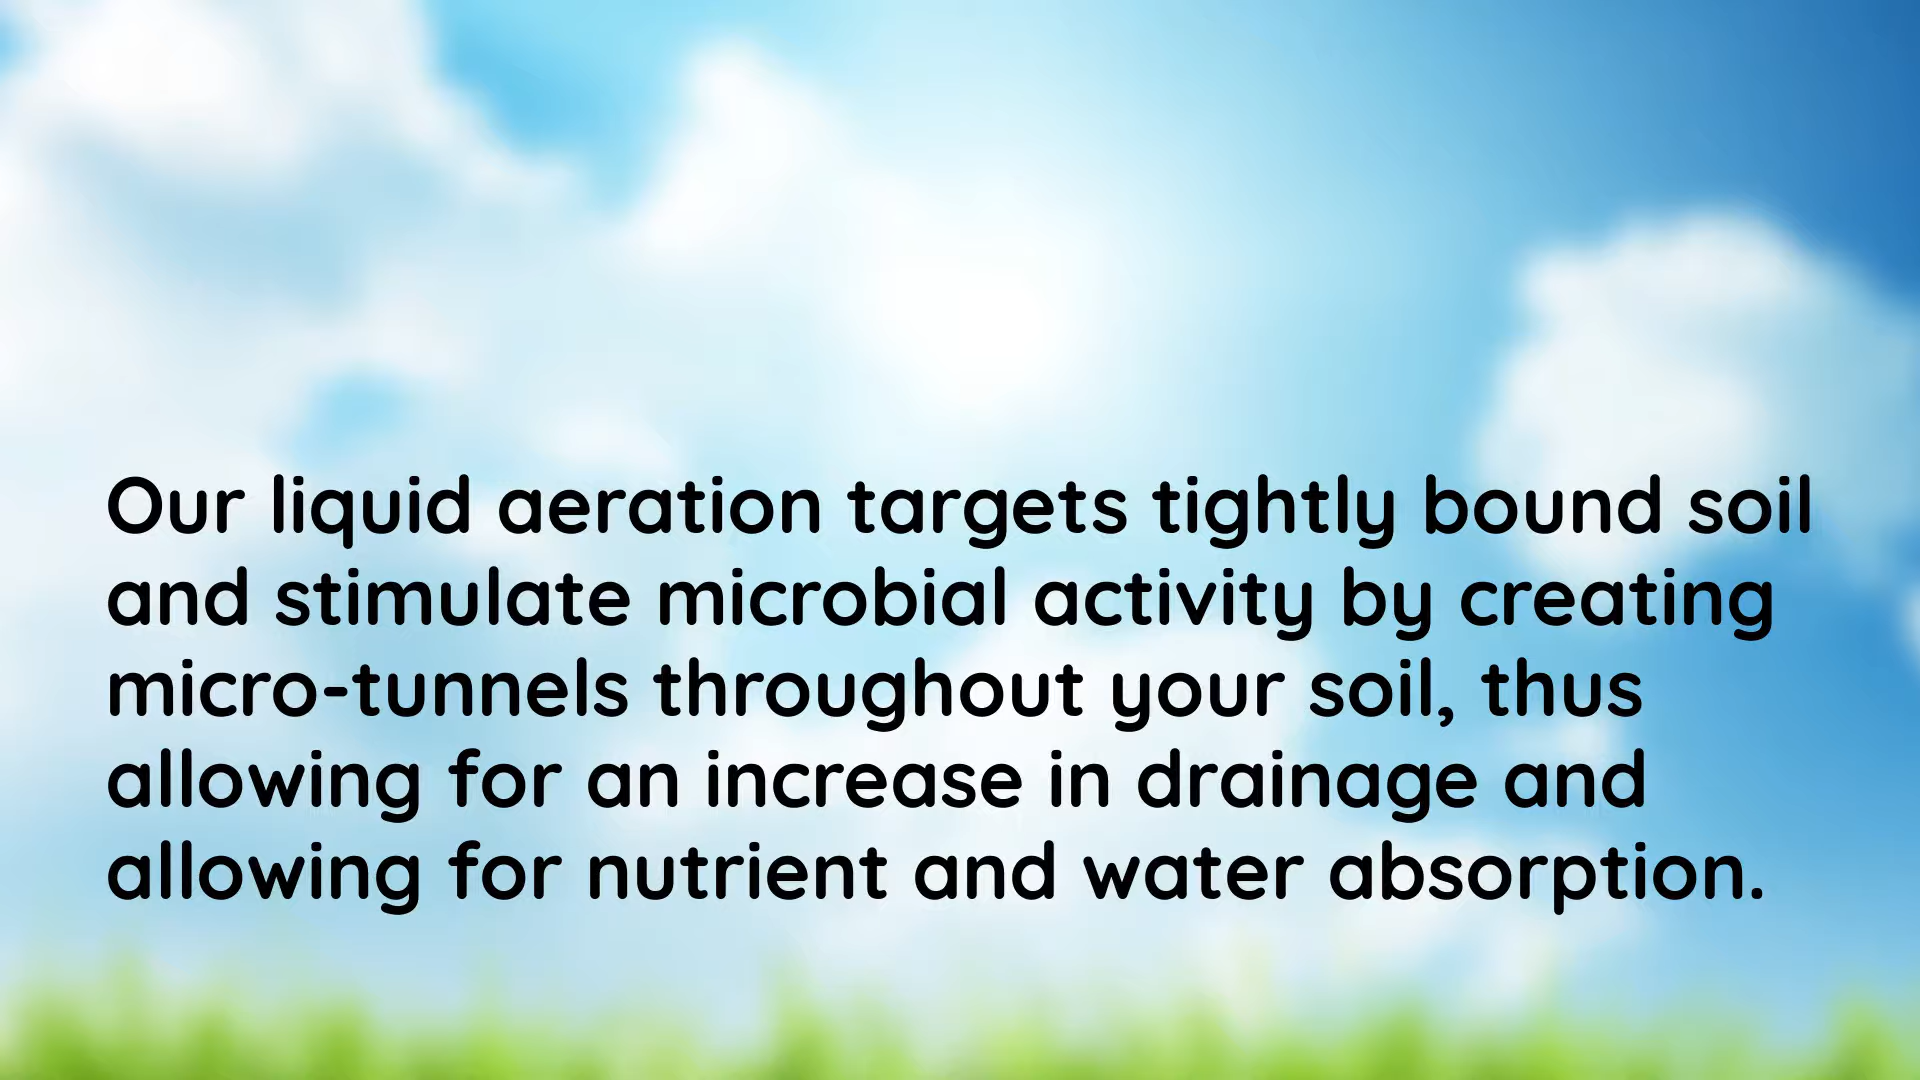 Our liquid aeration targets tightly bound soil
and stimulate microbial activity by creating
micro-tunnels throughout your soil, thus
allowing for an increase in drainage and
allowing for nutrient and water absorption.